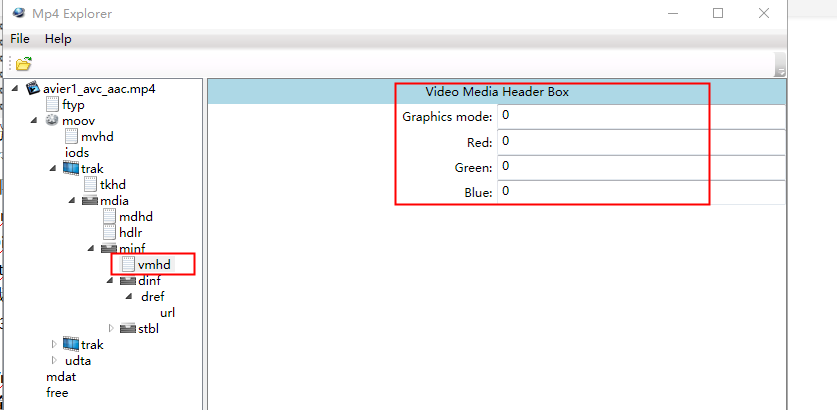 Mp4 Explorer
File Help
avier1_avc_aac.mp4
ftyp
moov
mvhd
iods
trak
tkhd
mdia
mdhd
hdlr
minf
vmhd
dinf
dref
url
stbl
trak
udta
mdat
free
Video Media Header Box
Graphics mode: 0
Red: 0
Green: 0
Blue: 0